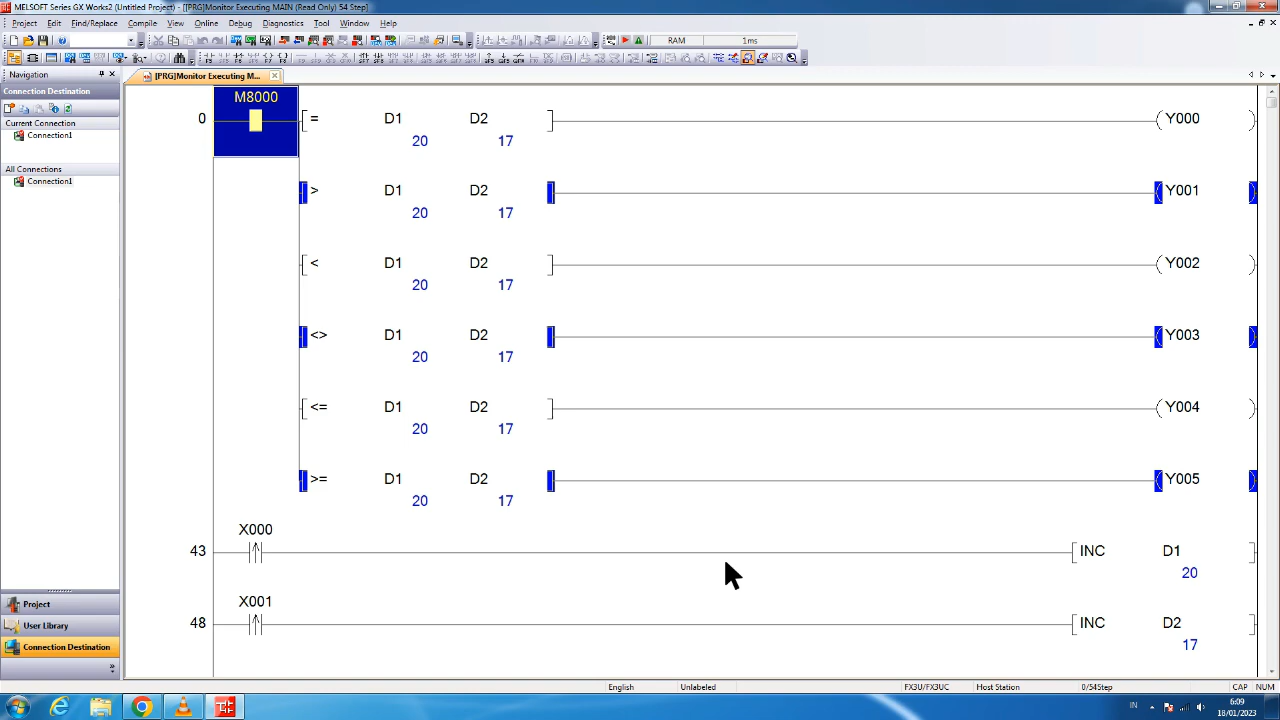 MELSOFT Series GX Works2 (Untitled Project) - [[PRG]Monitor Executing MAIN (Read Only) 54 Step]
Project Edit Find/Replace Compile View Online Debug Diagnostics Tool Window Help
RAM 1ms
Navigation
[PRG]Monitor Executing M...
Connection Destination
Current Connection
Connection1
All Connections
Connection1
Project
User Library
Connection Destination
M8000
0 = D1 D2 Y000
20 17
> D1 D2 Y001
20 17
< D1 D2 Y002
20 17
<> D1 D2 Y003
20 17
<= D1 D2 Y004
20 17
>= D1 D2 Y005
20 17
X000
43 INC D1
20
X001
48 INC D2
17
English Unlabeled FX3U/FX3UC Host Station 0/54Step CAP NUM
IN 6:09
18/01/2023